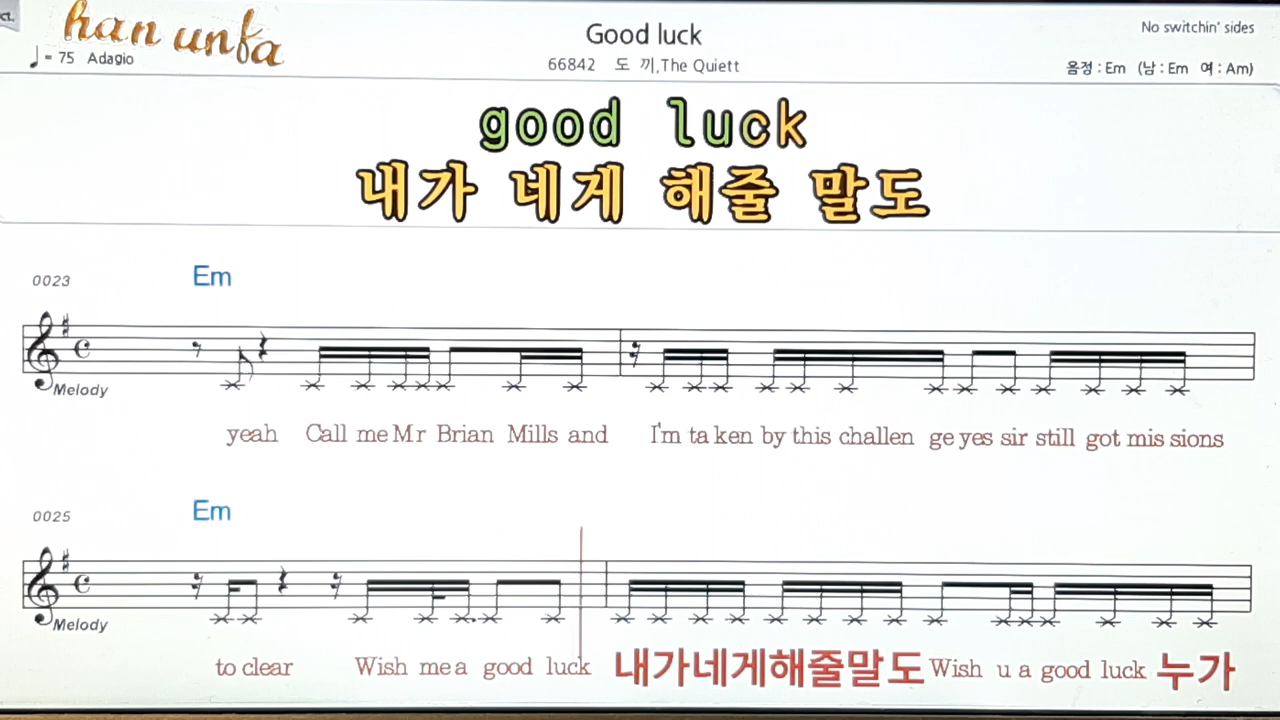 han unfa
Good luck
No switchin' sides
♩= 75 Adagio
66842 도 끼,The Quiett
음정 : Em (남 : Em 여 : Am)
good luck
내가 네게 해줄 말도
0023
Em
Melody
yeah Call me Mr Brian Mills and I'm ta ken by this challen ge yes sir still got mis sions
0025
Em
Melody
to clear Wish me a good luck 내가네게해줄말도 Wish u a good luck 누가